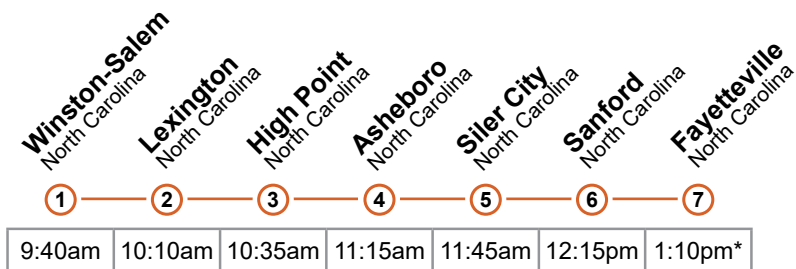 Winston-Salem
North Carolina
Lexington
North Carolina
High Point
North Carolina
Asheboro
North Carolina
Siler City
North Carolina
Sanford
North Carolina
Fayetteville
North Carolina
1 2 3 4 5 6 7
9:40am 10:10am 10:35am 11:15am 11:45am 12:15pm 1:10pm*